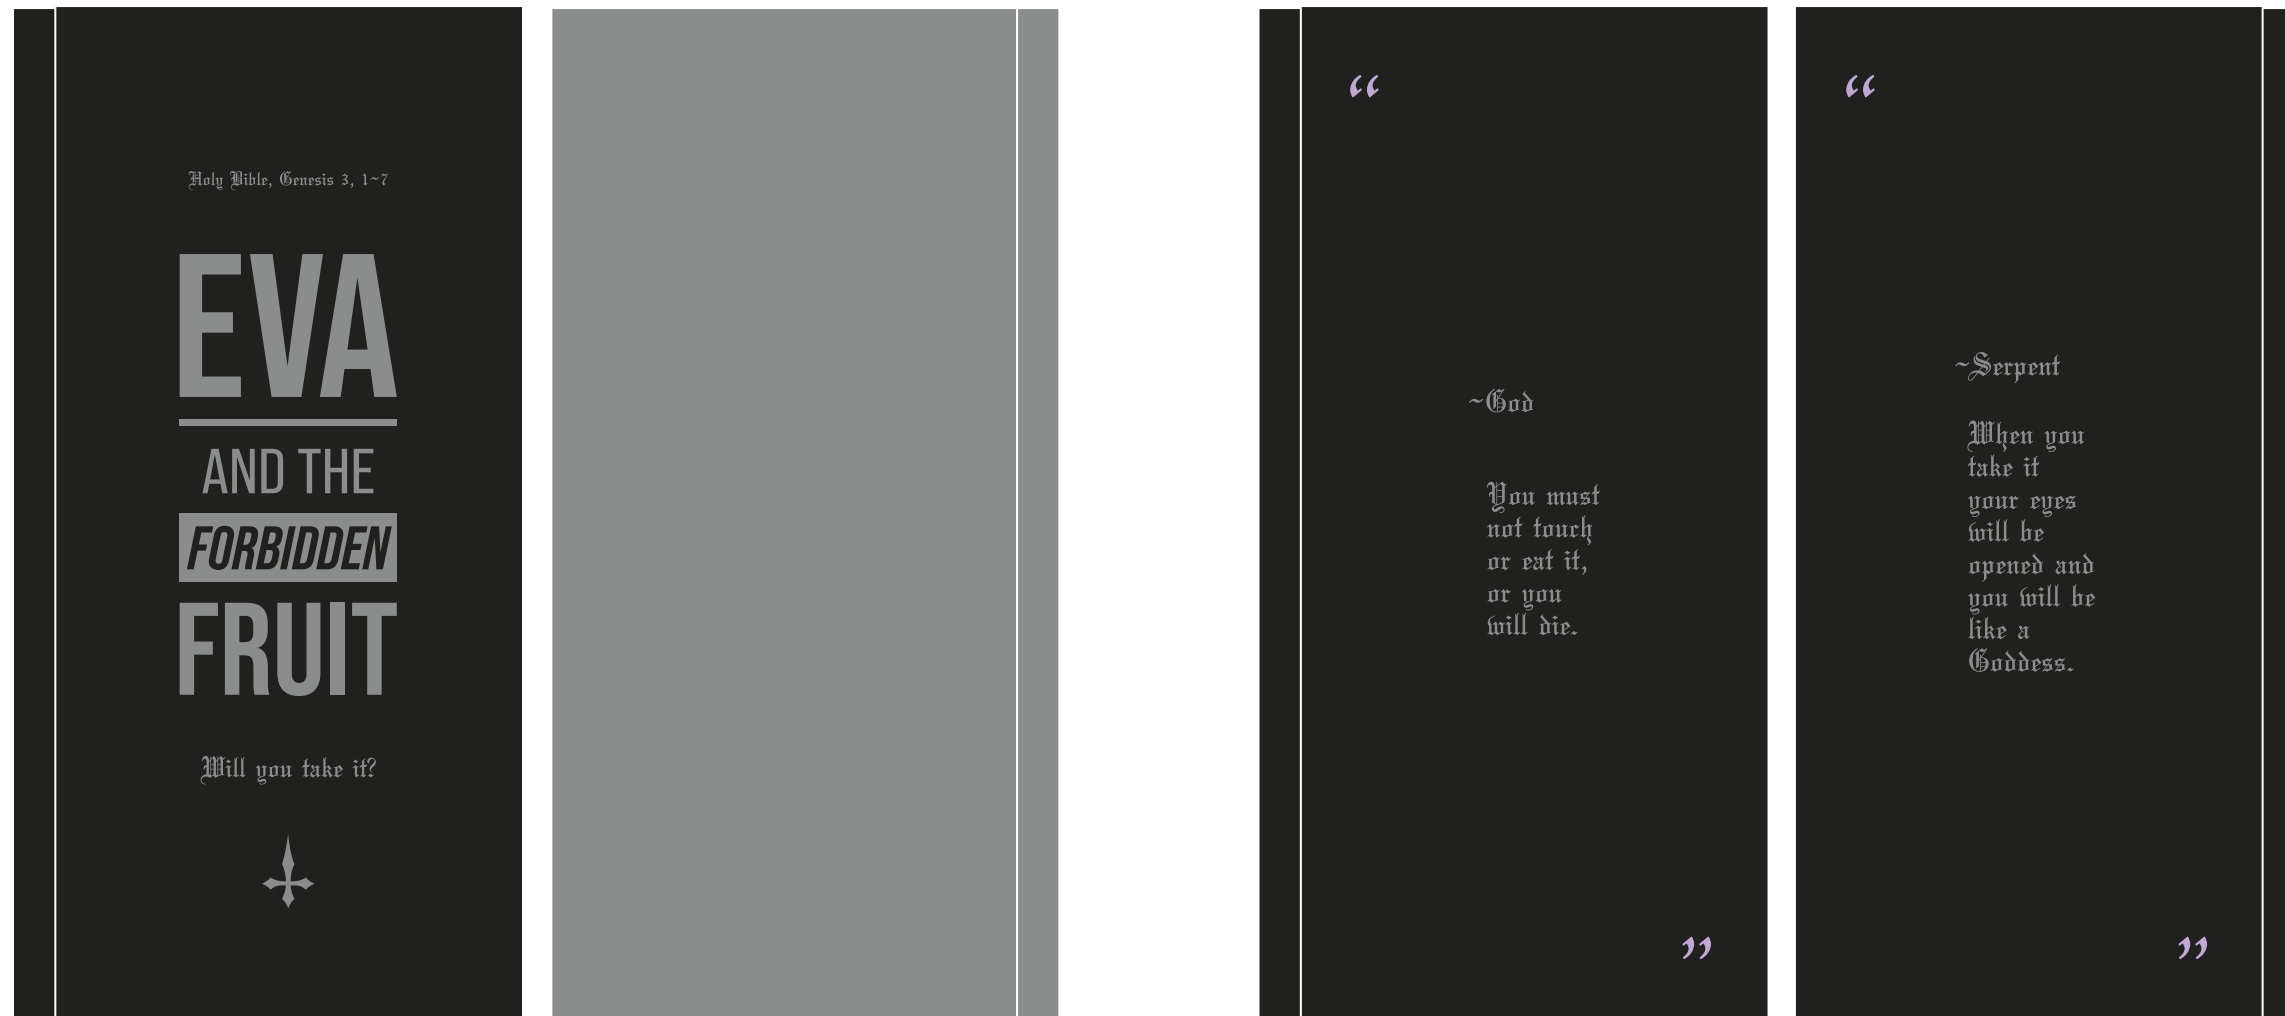 Holy Bible, Genesis 3, 1~7
EVA
AND THE
FORBIDDEN
FRUIT
Will you take it?
“
~God
You must
not touch
or eat it,
or you
will die.
”
“
~Serpent
When you
take it
your eyes
will be
opened and
you will be
like a
Goddess.
”